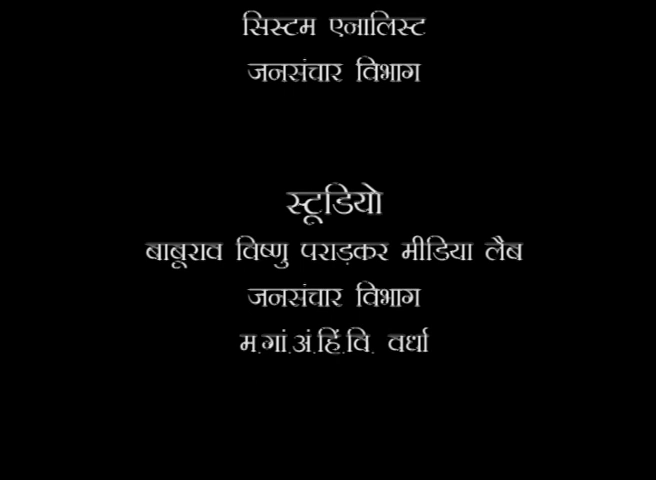 सिस्टम एनालिस्ट
जनसंचार विभाग
स्टूडियो
बाबूराव विष्णु पराड़कर मीडिया लैब
जनसंचार विभाग
म.गां.अं.हिं.वि. वर्धा